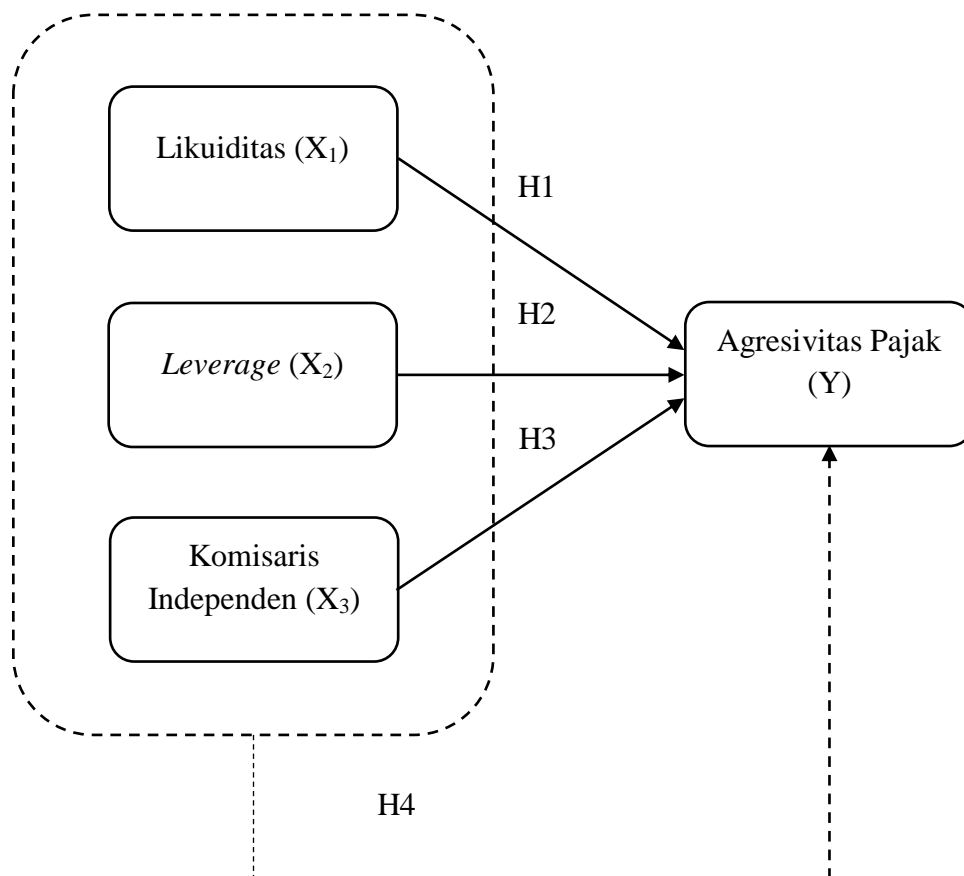 Likuiditas (X₁)
H1
H2
Leverage (X₂)
Agresivitas Pajak
(Y)
H3
Komisaris
Independen (X₃)
H4